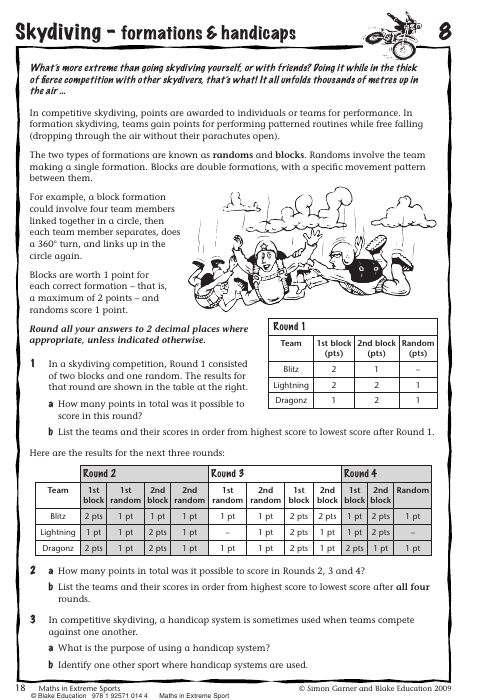 Skydiving – formations & handicaps 8
What's more extreme than going skydiving yourself, or with friends? Doing it while in the thick
of fierce competition with other skydivers, that's what! It all unfolds thousands of metres up in
the air ...
In competitive skydiving, points are awarded to individuals or teams for performance. In
formation skydiving, teams gain points for performing patterned routines while free falling
(dropping through the air without their parachutes open).
The two types of formations are known as randoms and blocks. Randoms involve the team
making a single formation. Blocks are double formations, with a specific movement pattern
between them.
For example, a block formation
could involve four team members
linked together in a circle, then
each team member separates, does
a 360° turn, and links up in the
circle again.
Blocks are worth 1 point for
each correct formation – that is,
a maximum of 2 points – and
randoms score 1 point.
Round all your answers to 2 decimal places where
appropriate, unless indicated otherwise.
1 In a skydiving competition, Round 1 consisted
of two blocks and one random. The results for
that round are shown in the table at the right.
a How many points in total was it possible to
score in this round?
b List the teams and their scores in order from highest score to lowest score after Round 1.
Round 1
Team 1st block (pts) 2nd block (pts) Random (pts)
Blitz 2 1 –
Lightning 2 2 1
Dragonz 1 2 1
Here are the results for the next three rounds:
Round 2 Round 3 Round 4
Team 1st block 1st random 2nd block 2nd random 1st random 2nd random 1st block 2nd block 1st block 2nd block Random
Blitz 2 pts 1 pt 1 pt 1 pt 1 pt 1 pt 2 pts 2 pts 1 pt 2 pts 1 pt
Lightning 1 pt 1 pt 2 pts 1 pt – 1 pt 2 pts 1 pt 1 pt 2 pts –
Dragonz 2 pts 1 pt 2 pts 1 pt 1 pt 1 pt 2 pts 1 pt 2 pts 1 pt 1 pt
2 a How many points in total was it possible to score in Rounds 2, 3 and 4?
b List the teams and their scores in order from highest score to lowest score after all four
rounds.
3 In competitive skydiving, a handicap system is sometimes used when teams compete
against one another.
a What is the purpose of using a handicap system?
b Identify one other sport where handicap systems are used.
18 Maths in Extreme Sports © Simon Garner and Blake Education 2009
© Blake Education 978 1 92571 014 4 Maths in Extreme Sport